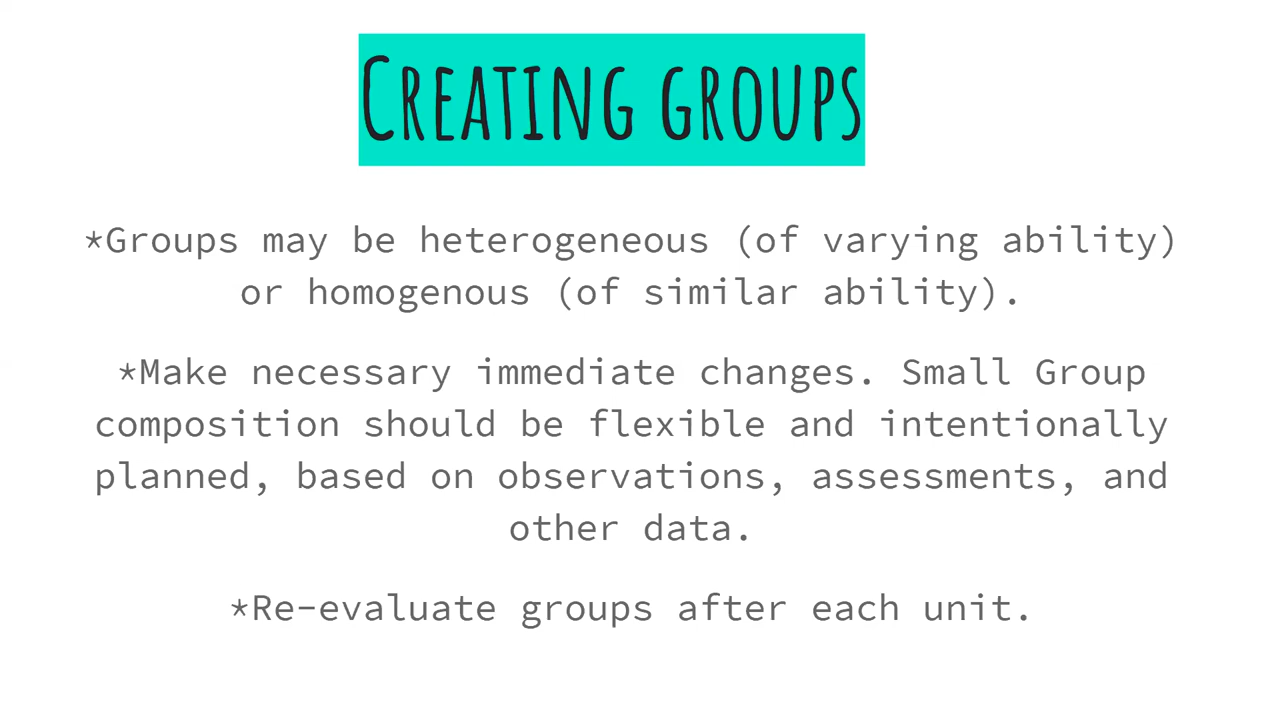 Creating groups
*Groups may be heterogeneous (of varying ability)
or homogenous (of similar ability).
*Make necessary immediate changes. Small Group
composition should be flexible and intentionally
planned, based on observations, assessments, and
other data.
*Re-evaluate groups after each unit.